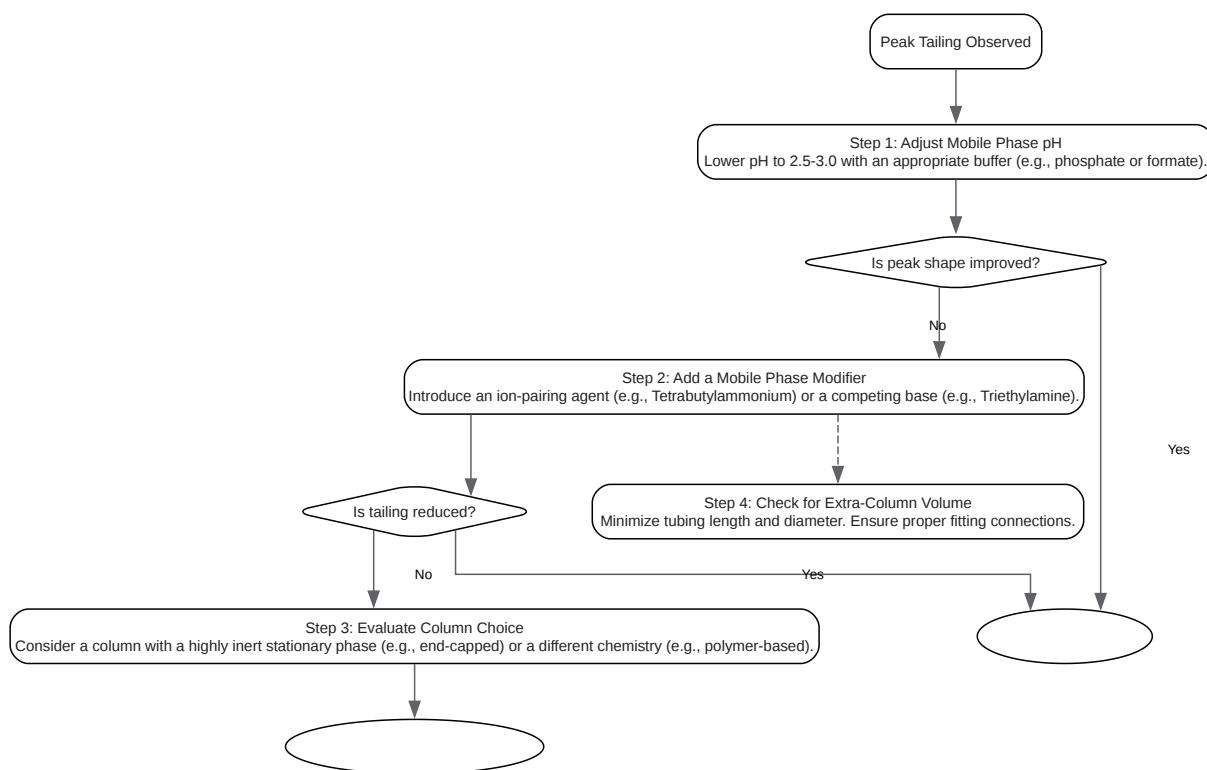 Peak Tailing Observed
Step 1: Adjust Mobile Phase pH
Lower pH to 2.5-3.0 with an appropriate buffer (e.g., phosphate or formate).
Is peak shape improved?
No
Step 2: Add a Mobile Phase Modifier
Introduce an ion-pairing agent (e.g., Tetrabutylammonium) or a competing base (e.g., Triethylamine).
Yes
Is tailing reduced?
Step 4: Check for Extra-Column Volume
Minimize tubing length and diameter. Ensure proper fitting connections.
No
Yes
Step 3: Evaluate Column Choice
Consider a column with a highly inert stationary phase (e.g., end-capped) or a different chemistry (e.g., polymer-based).